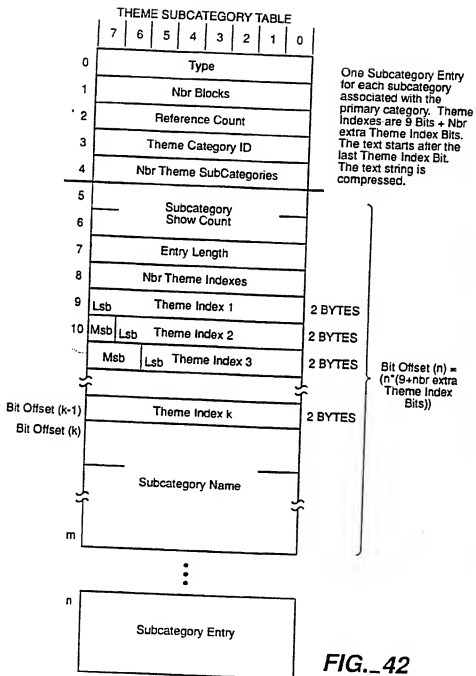 THEME SUBCATEGORY TABLE
7 6 5 4 3 2 1 0
0 Type
1 Nbr Blocks
2 Reference Count
3 Theme Category ID
4 Nbr Theme SubCategories
5 Subcategory
6 Show Count
7 Entry Length
8 Nbr Theme Indexes
9 Lsb Theme Index 1 2 BYTES
10 Msb Lsb Theme Index 2 2 BYTES
Msb Lsb Theme Index 3 2 BYTES
Bit Offset (k-1) Theme Index k 2 BYTES
Bit Offset (k)
Subcategory Name
m
n
Subcategory Entry
One Subcategory Entry
for each subcategory
associated with the
primary category. Theme
Indexes are 9 Bits + Nbr
extra Theme Index Bits.
The text starts after the
last Theme Index Bit.
The text string is
compressed.
Bit Offset (n) =
(n*(9+nbr extra
Theme Index
Bits))
FIG._42